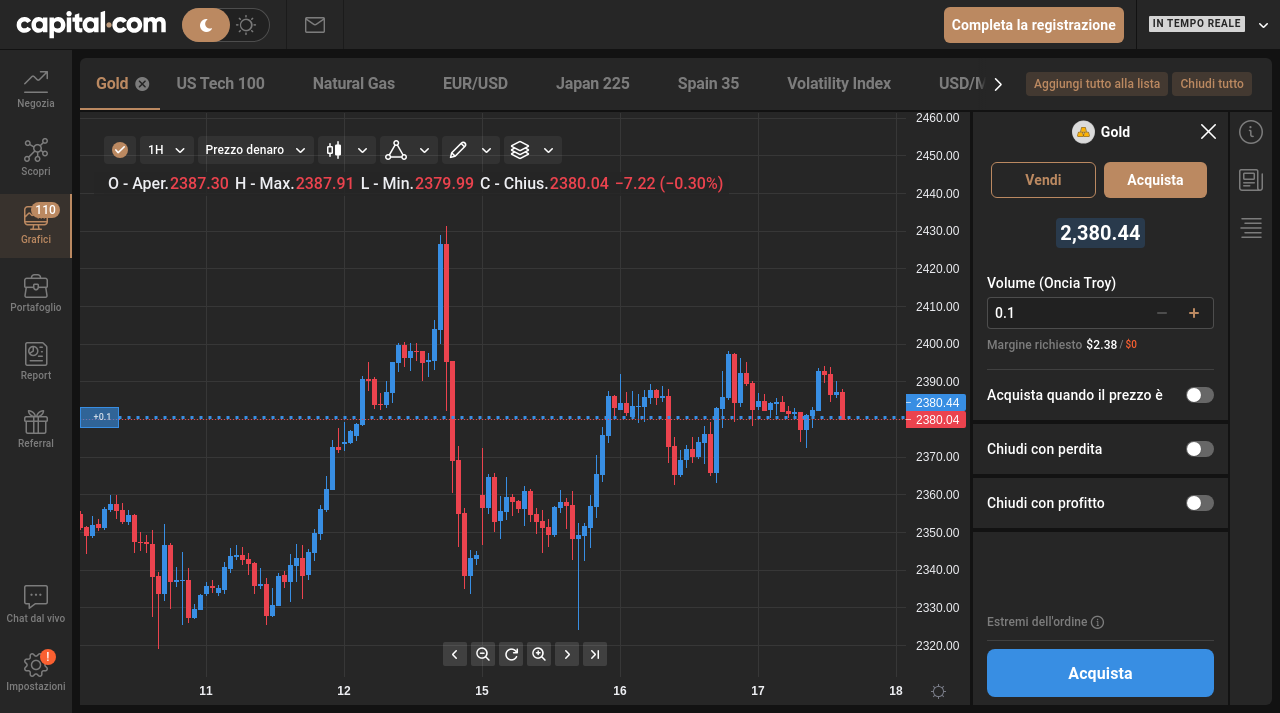 capital.com
Completa la registrazione
IN TEMPO REALE
Negozia
Scopri
110
Grafici
Portafoglio
Report
Referral
Chat dal vivo
!
Impostazioni
Gold US Tech 100 Natural Gas EUR/USD Japan 225 Spain 35 Volatility Index USD/
Aggiungi tutto alla lista Chiudi tutto
1H Prezzo denaro
O - Aper.2387.30 H - Max.2387.91 L - Min.2379.99 C - Chius.2380.04 −7.22 (−0.30%)
+0.1
2460.00
2450.00
2440.00
2430.00
2420.00
2410.00
2400.00
2390.00
2380.44
2380.04
2370.00
2360.00
2350.00
2340.00
2330.00
2320.00
11 12 15 16 17 18
Gold
Vendi Acquista
2,380.44
Volume (Oncia Troy)
0.1
Margine richiesto $2.38 / $0
Acquista quando il prezzo è
Chiudi con perdita
Chiudi con profitto
Estremi dell'ordine
Acquista